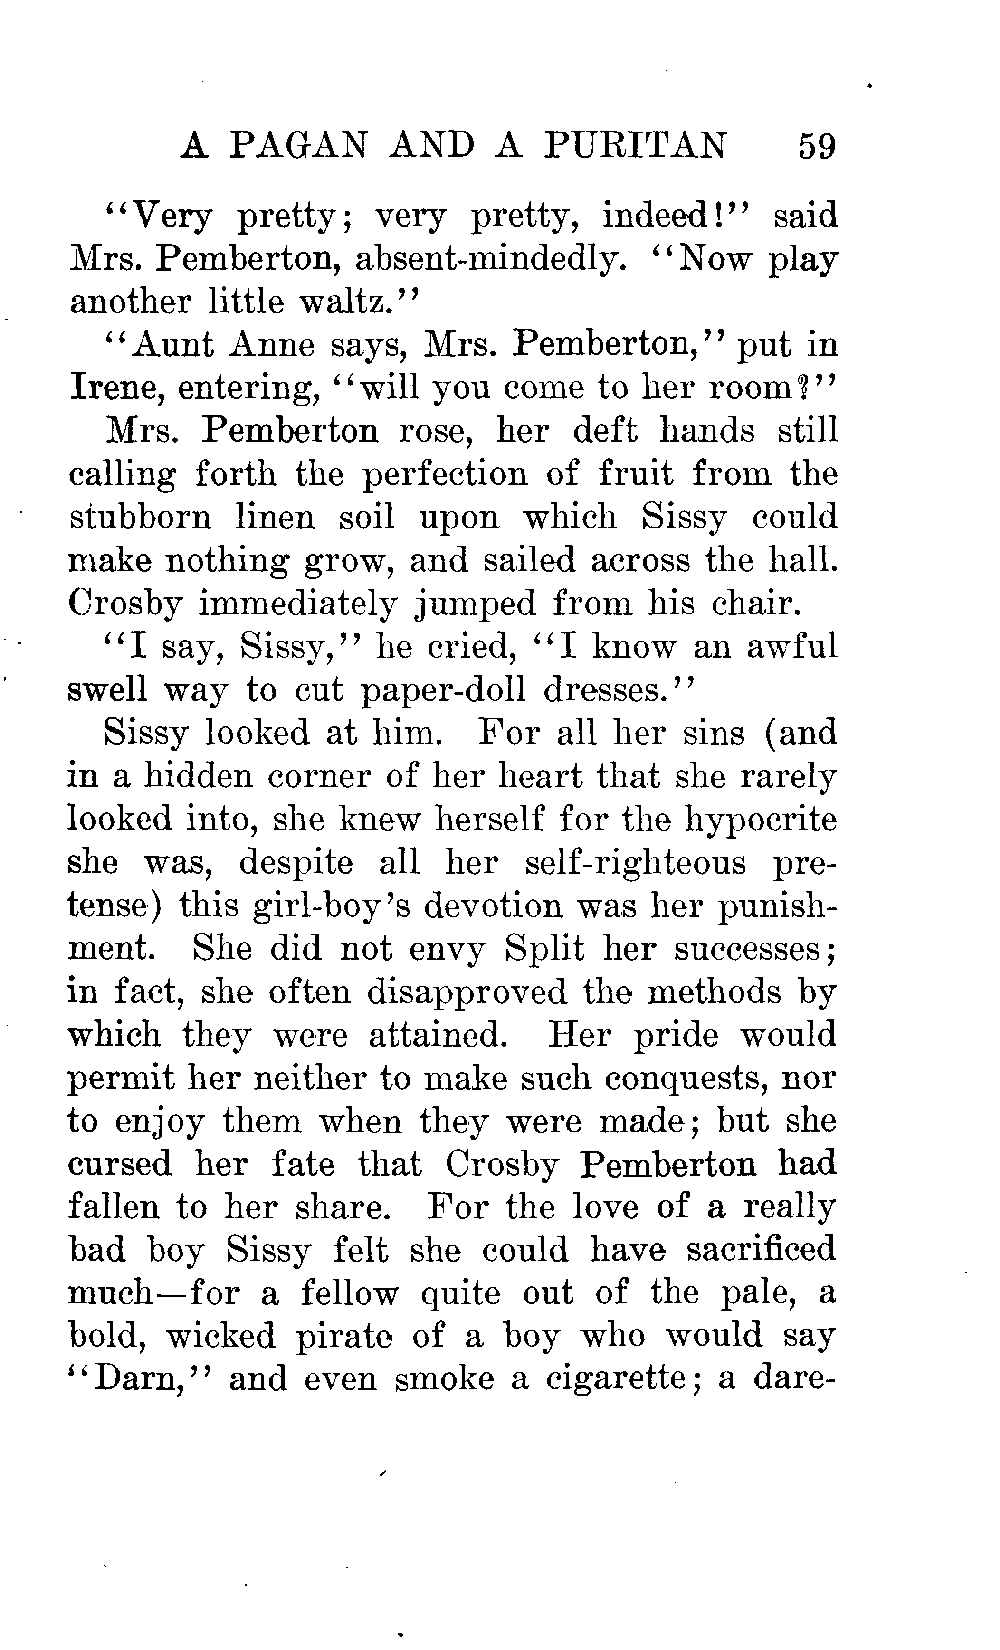 A PAGAN AND A PURITAN 59
"Very pretty; very pretty, indeed!" said
Mrs. Pemberton, absent-mindedly. "Now play
another little waltz."
"Aunt Anne says, Mrs. Pemberton," put in
Irene, entering, "will you come to her room?"
Mrs. Pemberton rose, her deft hands still
calling forth the perfection of fruit from the
stubborn linen soil upon which Sissy could
make nothing grow, and sailed across the hall.
Crosby immediately jumped from his chair.
"I say, Sissy," he cried, "I know an awful
swell way to cut paper-doll dresses."
Sissy looked at him. For all her sins (and
in a hidden corner of her heart that she rarely
looked into, she knew herself for the hypocrite
she was, despite all her self-righteous pre-
tense) this girl-boy's devotion was her punish-
ment. She did not envy Split her successes;
in fact, she often disapproved the methods by
which they were attained. Her pride would
permit her neither to make such conquests, nor
to enjoy them when they were made; but she
cursed her fate that Crosby Pemberton had
fallen to her share. For the love of a really
bad boy Sissy felt she could have sacrificed
much—for a fellow quite out of the pale, a
bold, wicked pirate of a boy who would say
"Darn," and even smoke a cigarette; a dare-